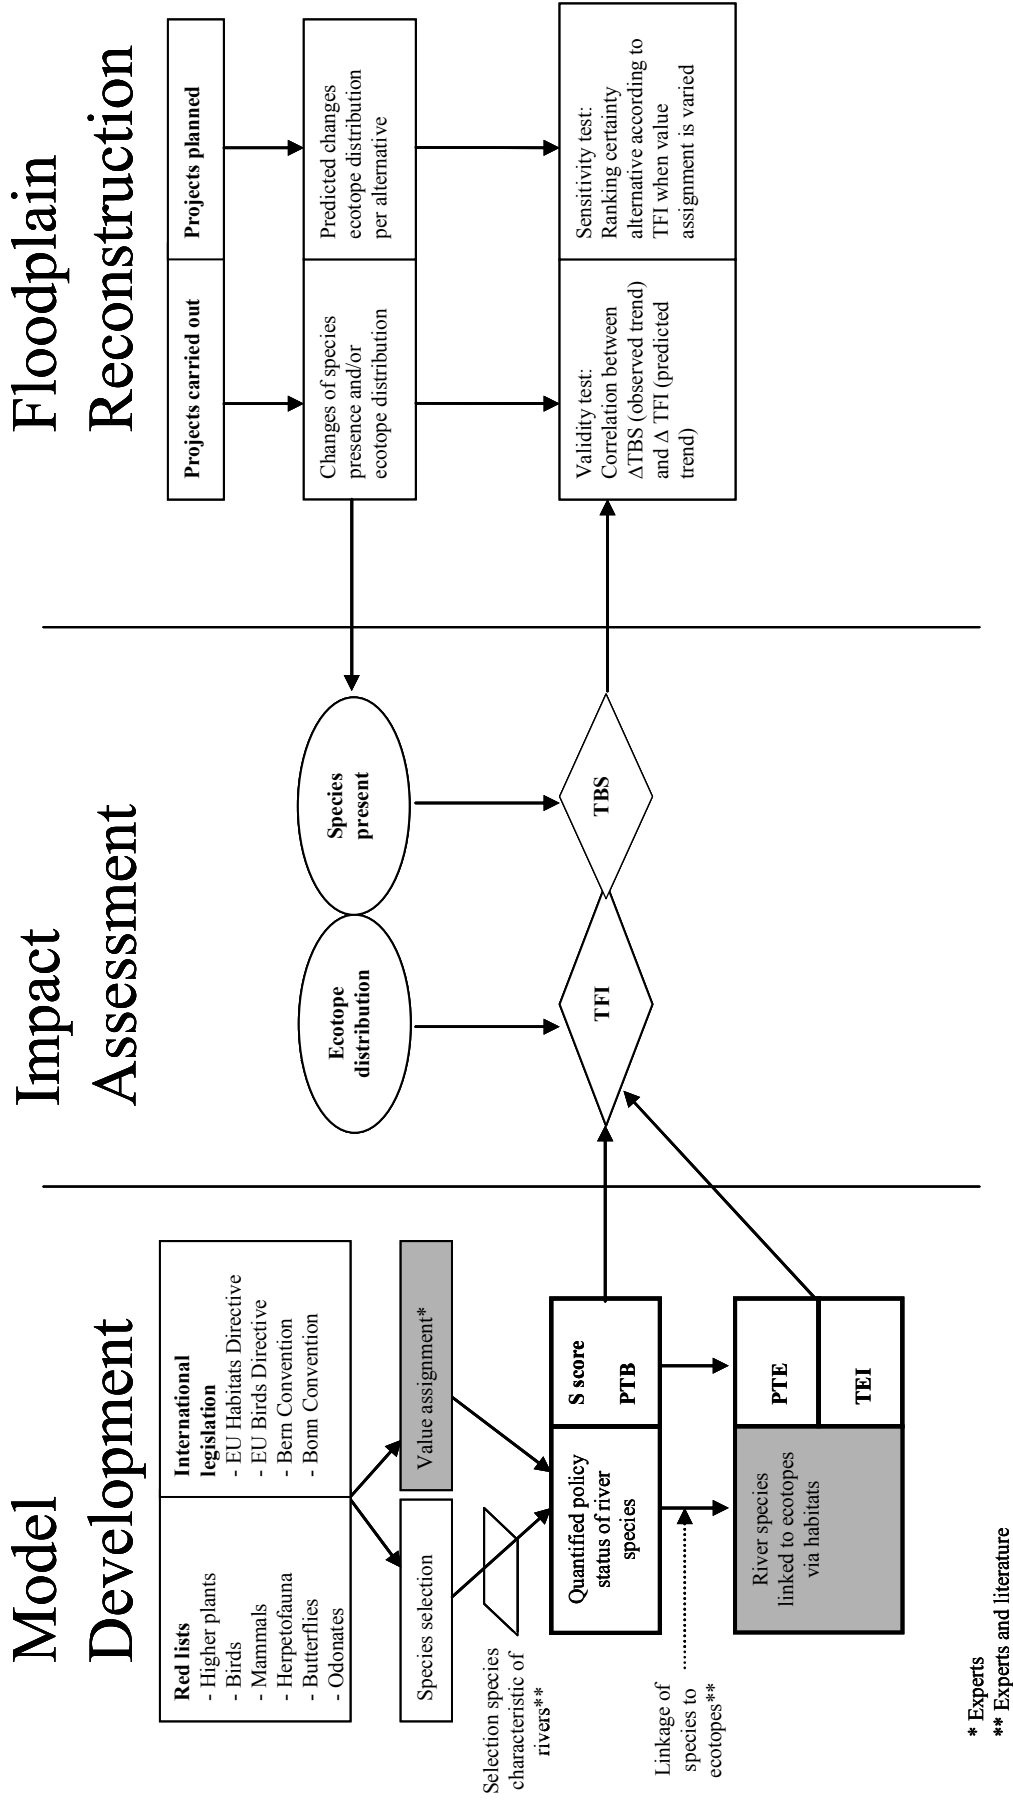 Model
Development
Impact
Assessment
Floodplain
Reconstruction
Red lists
- Higher plants
- Birds
- Mammals
- Herpetofauna
- Butterflies
- Odonates
International
legislation
- EU Habitats Directive
- EU Birds Directive
- Bern Convention
- Bonn Convention
Species selection
Value assignment*
Selection species
characteristic of
rivers**
Quantified policy
status of river
species
S score
PTB
Linkage of
species to
ecotopes**
River species
linked to ecotopes
via habitats
PTE
TEI
* Experts
** Experts and literature
Ecotope
distribution
Species
present
TFI
TBS
Projects carried out
Projects planned
Changes of species
presence and/or
ecotope distribution
Predicted changes
ecotope distribution
per alternative
Validity test:
Correlation between
ΔTBS (observed trend)
and Δ TFI (predicted
trend)
Sensitivity test:
Ranking certainty
alternative according to
TFI when value
assignment is varied